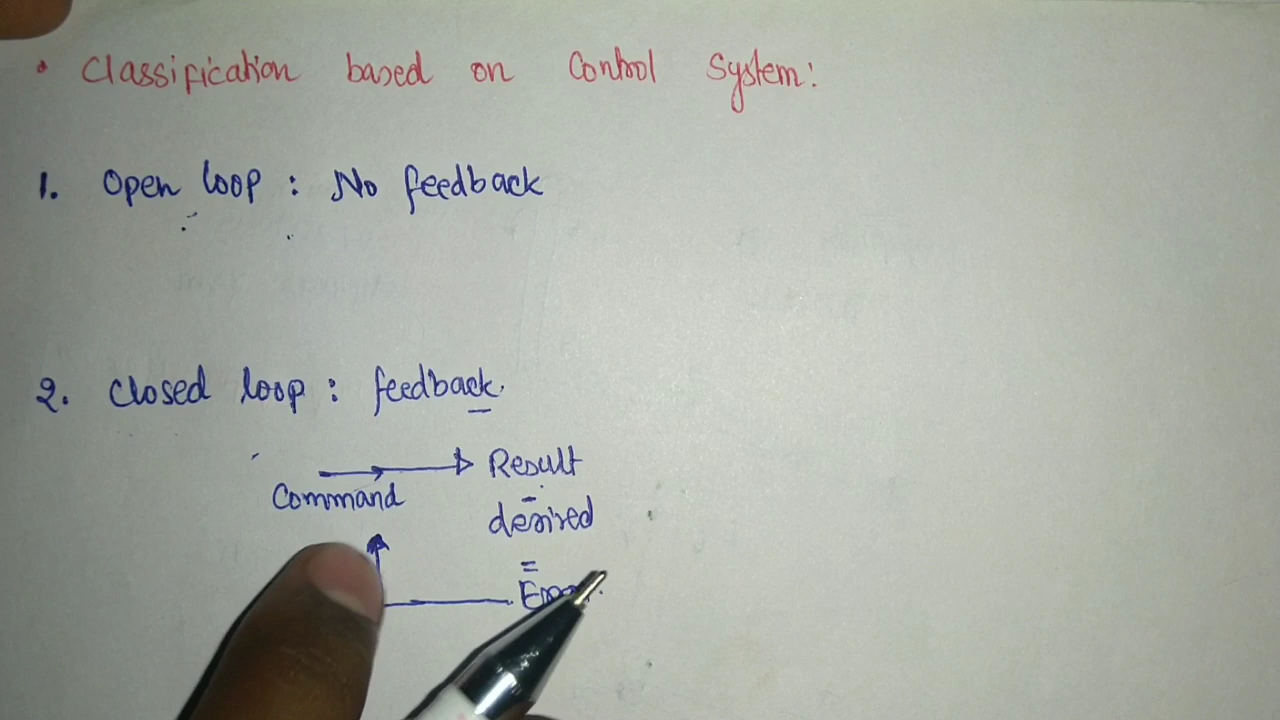 • Classification based on Control System:
1. Open loop : No feedback
2. Closed loop : feedback.
Result
Command
desired